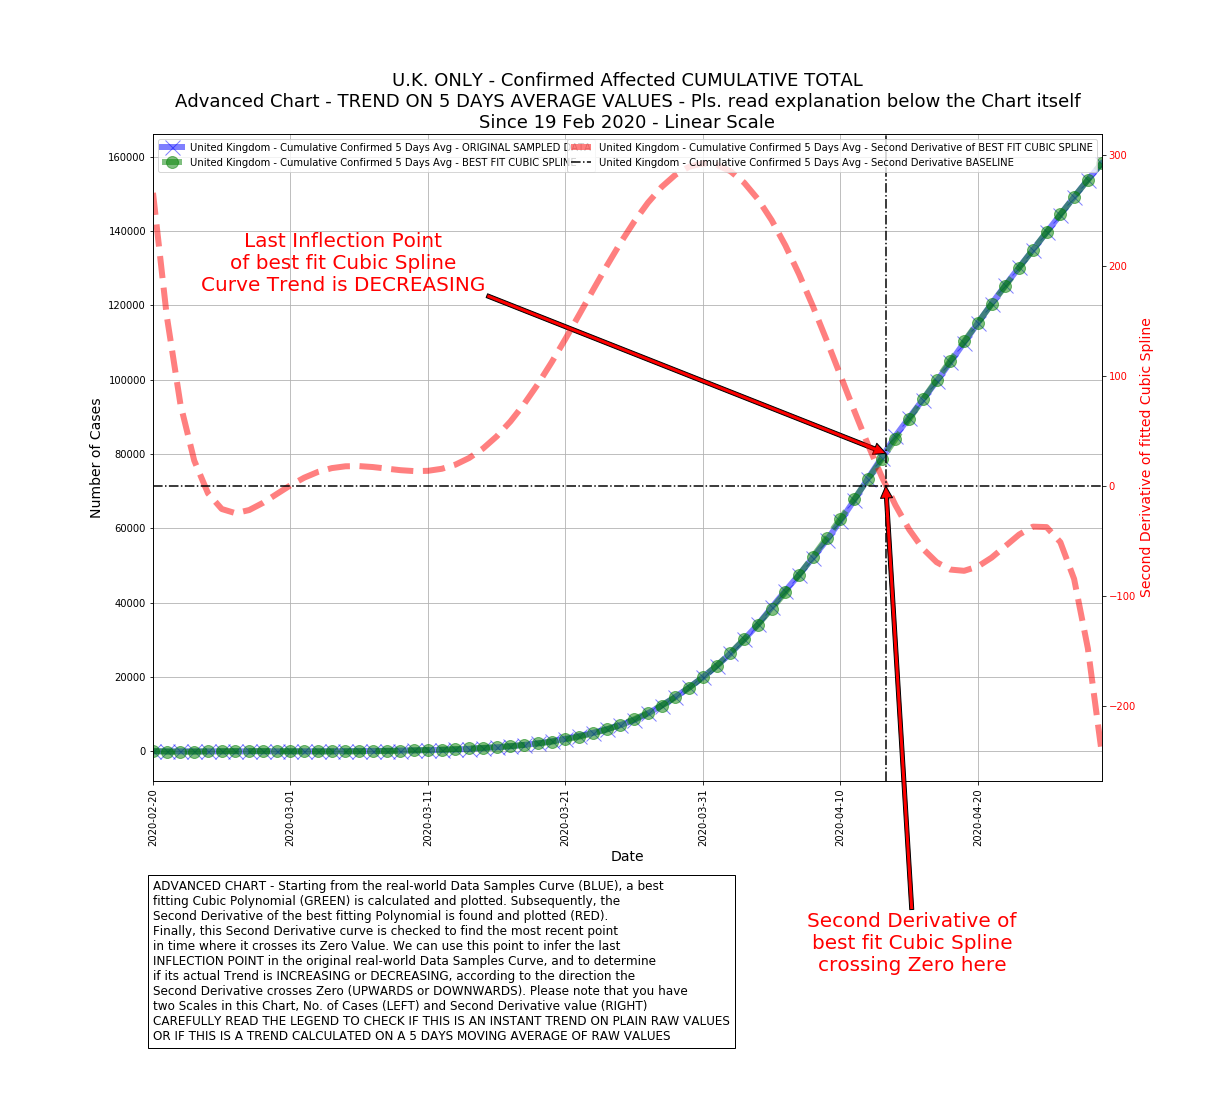 U.K. ONLY - Confirmed Affected CUMULATIVE TOTAL
Advanced Chart - TREND ON 5 DAYS AVERAGE VALUES - Pls. read explanation below the Chart itself
Since 19 Feb 2020 - Linear Scale
United Kingdom - Cumulative Confirmed 5 Days Avg - ORIGINAL SAMPLED
United Kingdom - Cumulative Confirmed 5 Days Avg - BEST FIT CUBIC SPLINE
United Kingdom - Cumulative Confirmed 5 Days Avg - Second Derivative of BEST FIT CUBIC SPLINE
United Kingdom - Cumulative Confirmed 5 Days Avg - Second Derivative BASELINE
Last Inflection Point
of best fit Cubic Spline
Curve Trend is DECREASING
Number of Cases
160000
140000
120000
100000
80000
60000
40000
20000
0
300
200
100
0
−100
−200
Second Derivative of fitted Cubic Spline
2020-02-20
2020-03-01
2020-03-11
2020-03-21
2020-03-31
2020-04-10
2020-04-20
Date
Second Derivative of
best fit Cubic Spline
crossing Zero here
ADVANCED CHART - Starting from the real-world Data Samples Curve (BLUE), a best
fitting Cubic Polynomial (GREEN) is calculated and plotted. Subsequently, the
Second Derivative of the best fitting Polynomial is found and plotted (RED).
Finally, this Second Derivative curve is checked to find the most recent point
in time where it crosses its Zero Value. We can use this point to infer the last
INFLECTION POINT in the original real-world Data Samples Curve, and to determine
if its actual Trend is INCREASING or DECREASING, according to the direction the
Second Derivative crosses Zero (UPWARDS or DOWNWARDS). Please note that you have
two Scales in this Chart, No. of Cases (LEFT) and Second Derivative value (RIGHT)
CAREFULLY READ THE LEGEND TO CHECK IF THIS IS AN INSTANT TREND ON PLAIN RAW VALUES
OR IF THIS IS A TREND CALCULATED ON A 5 DAYS MOVING AVERAGE OF RAW VALUES